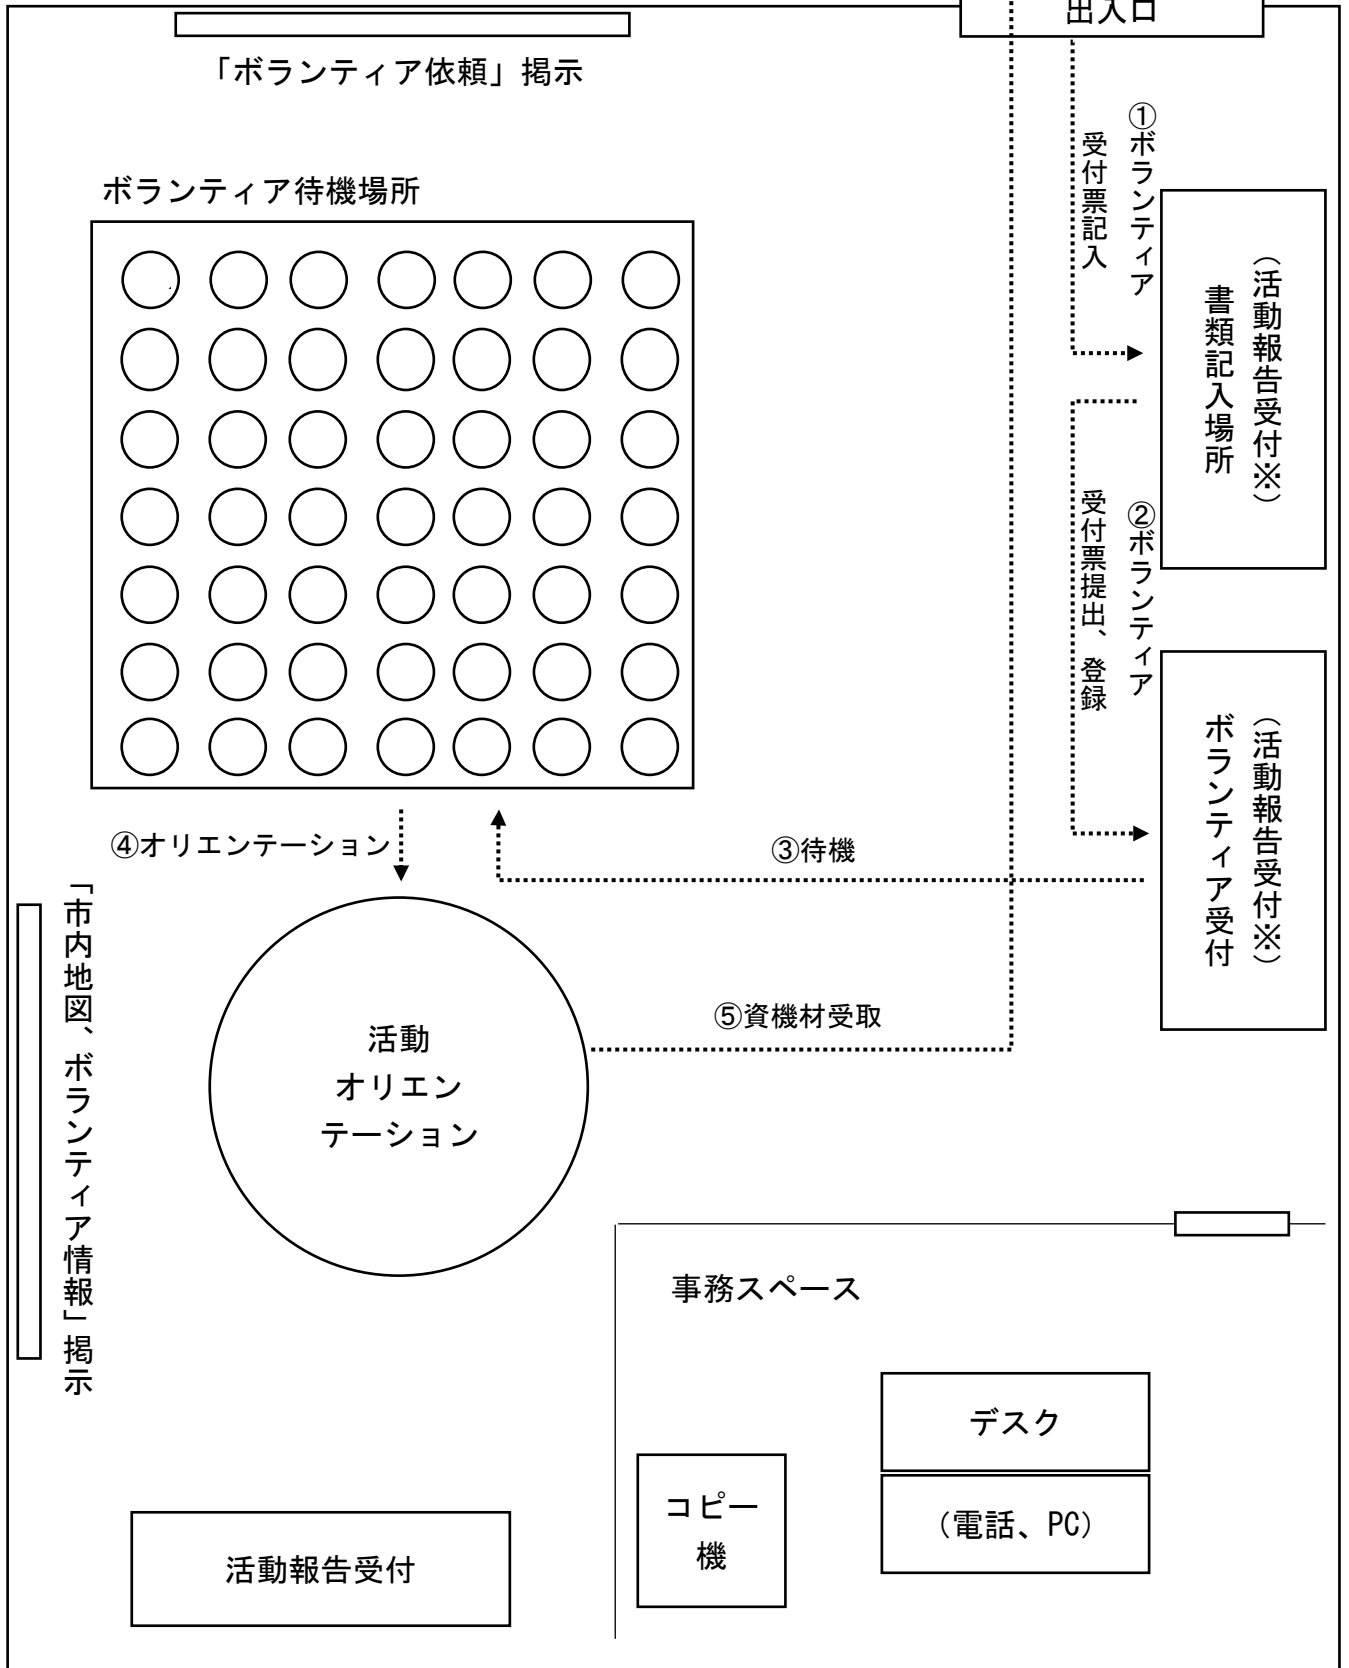 出入口
「ボランティア依頼」掲示
①ボランティア
受付票記入
ボランティア待機場所
(活動報告受付※)
書類記入場所
②ボランティア
受付票提出、登録
(活動報告受付※)
ボランティア受付
④オリエンテーション
③待機
「市内地図、ボランティア情報」掲示
⑤資機材受取
活動
オリエン
テーション
事務スペース
デスク
(電話、PC)
コピー
機
活動報告受付